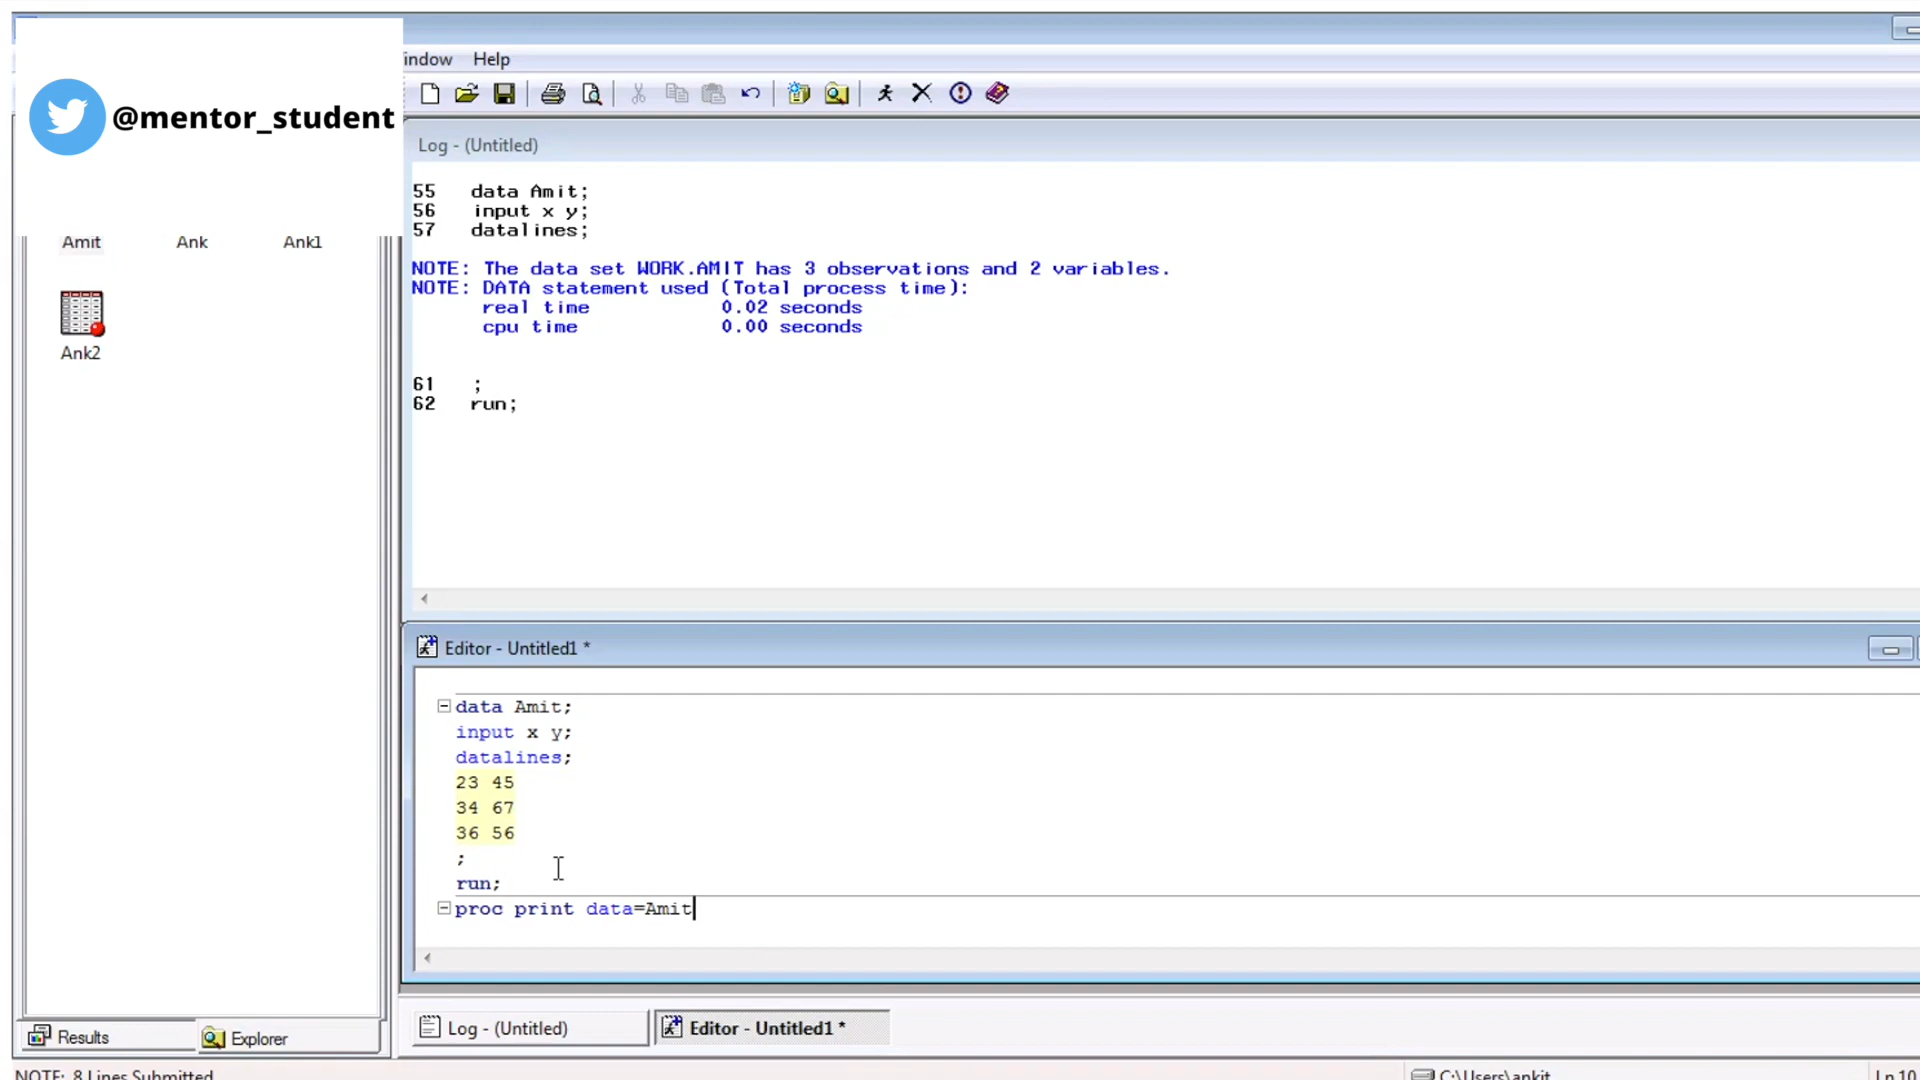 indow Help
@mentor_student
Log - (Untitled)
55 data Amit;
56 input x y;
57 datalines;
NOTE: The data set WORK.AMIT has 3 observations and 2 variables.
NOTE: DATA statement used (Total process time):
real time 0.02 seconds
cpu time 0.00 seconds
61 ;
62 run;
Amit Ank Ank1
Ank2
Editor - Untitled1 *
data Amit;
input x y;
datalines;
23 45
34 67
36 56
;
run;
proc print data=Amit
Results Explorer
Log - (Untitled) Editor - Untitled1 *
NOTE: 8 Lines Submitted C:\Users\ankit Ln 10